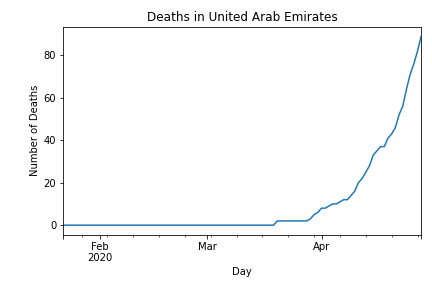 Deaths in United Arab Emirates
Number of Deaths
80
60
40
20
0
Feb
2020
Mar
Apr
Day